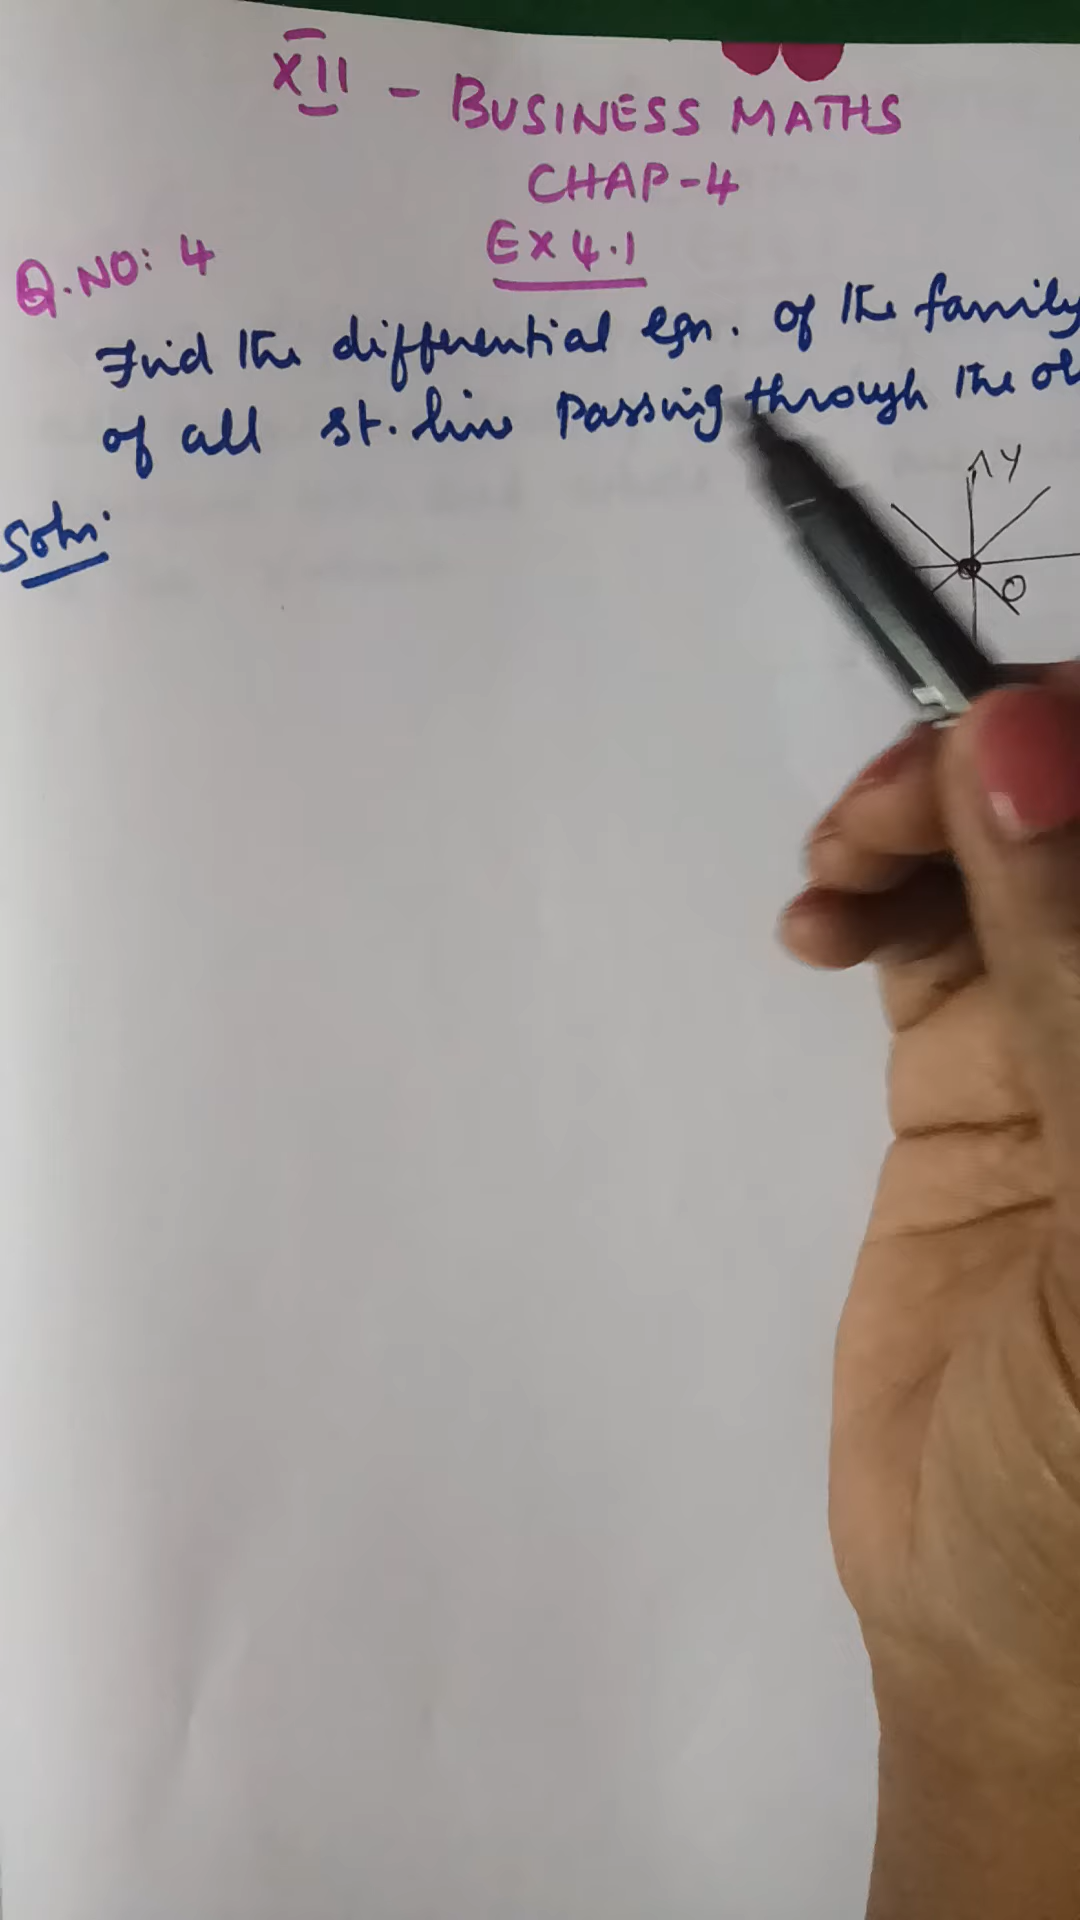 XII - BUSINESS MATHS
CHAP-4
EX 4.1
Q.NO: 4
Find the differential eqn. of the family
of all st. line passing through the
Soln.
Y
O